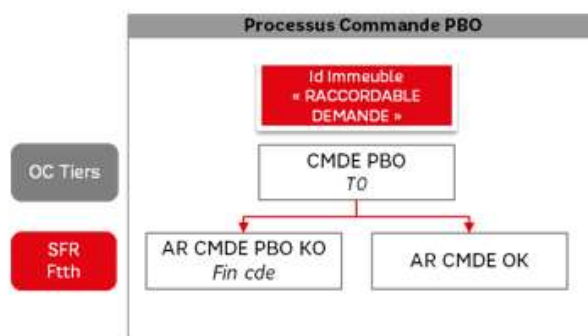 Processus Commande PBO
Id Immeuble
« RACCORDABLE
DEMANDE »
OC Tiers
CMDE PBO
T0
SFR
Ftth
AR CMDE PBO KO
Fin cde
AR CMDE OK